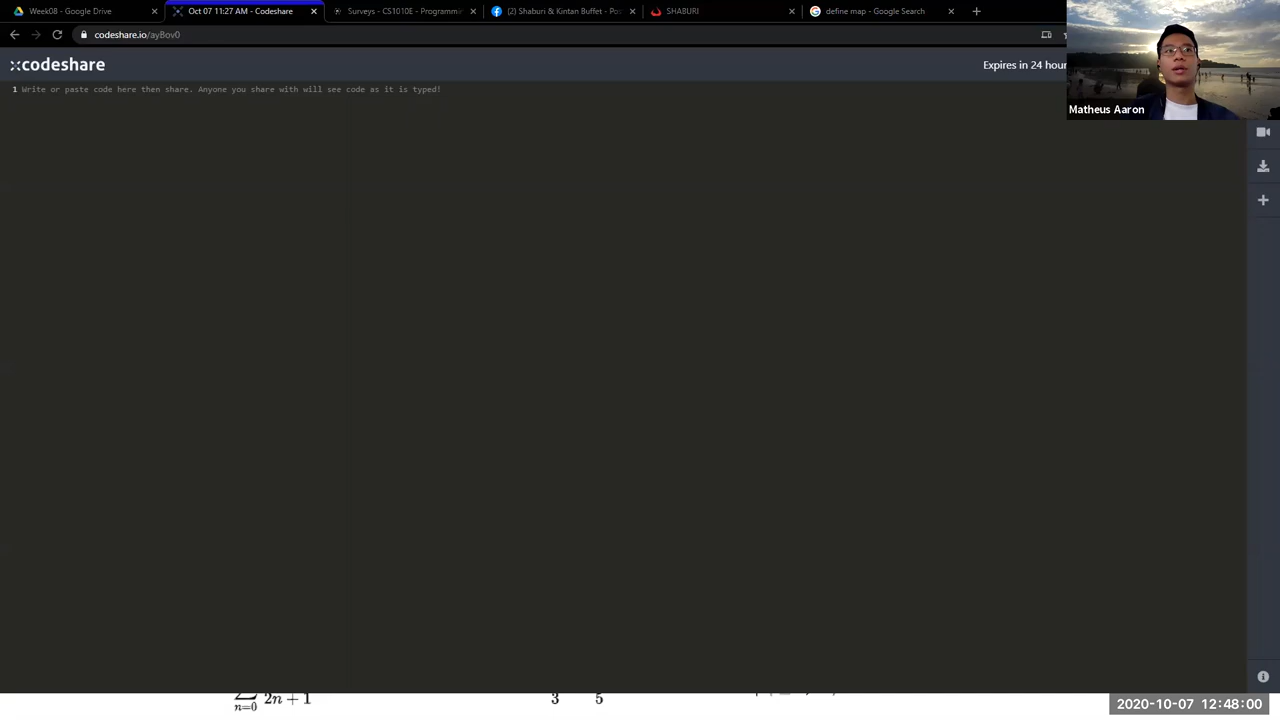 Week08 - Google Drive
Oct 07 11:27 AM - Codeshare
Surveys - CS1010E - Programmi
(2) Shaburi & Kintan Buffet - Po
SHABURI
define map - Google Search
codeshare.io/ayBov0
::codeshare
Expires in 24 hour
1 Write or paste code here then share. Anyone you share with will see code as it is typed!
Matheus Aaron
n=0 2n + 1
3 5
2020-10-07 12:48:00